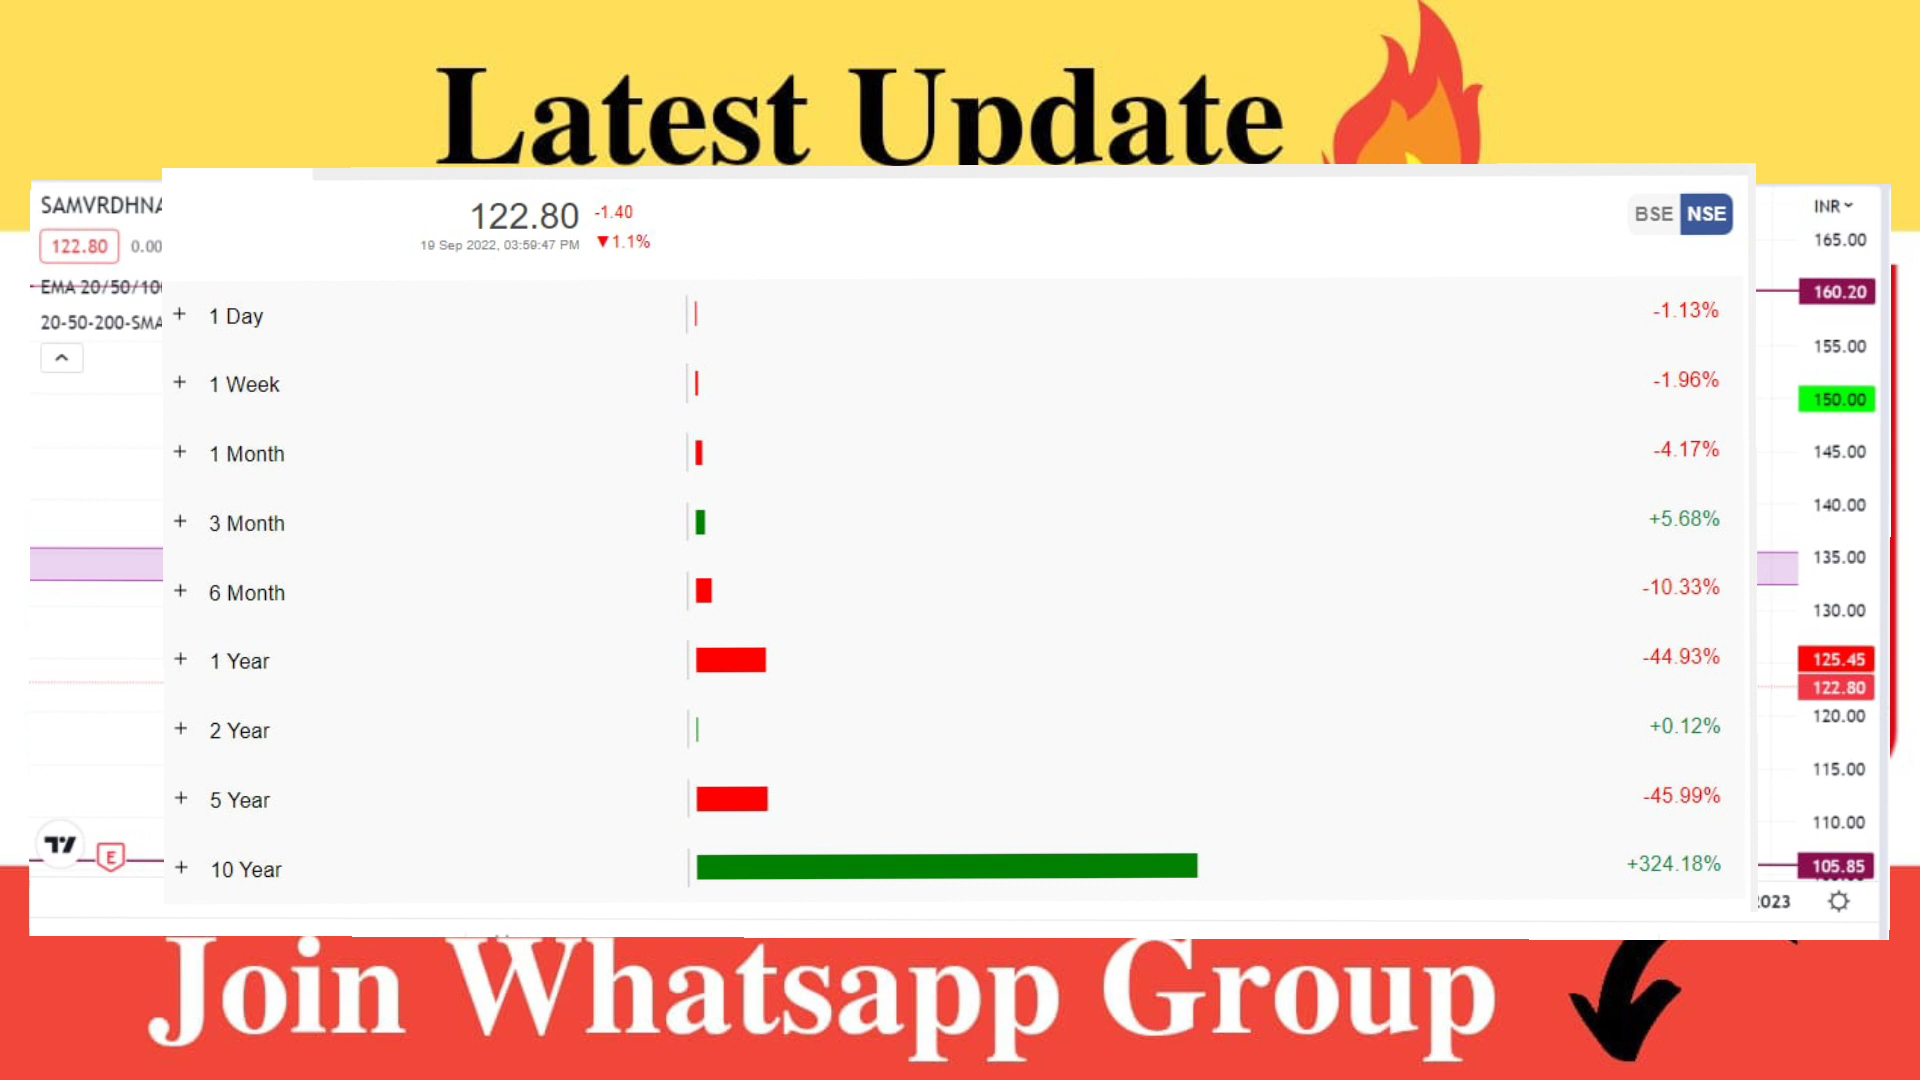 Latest Update
SAMVRDHNA
122.80 0.00
EMA 20/50/10
20-50-200-SMA
122.80 -1.40
19 Sep 2022, 03:59:47 PM ▼1.1%
BSE NSE
+ 1 Day -1.13%
+ 1 Week -1.96%
+ 1 Month -4.17%
+ 3 Month +5.68%
+ 6 Month -10.33%
+ 1 Year -44.93%
+ 2 Year +0.12%
+ 5 Year -45.99%
+ 10 Year +324.18%
E
INR
165.00
160.20
155.00
150.00
145.00
140.00
135.00
130.00
125.45
122.80
120.00
115.00
110.00
105.85
2023
Join Whatsapp Group